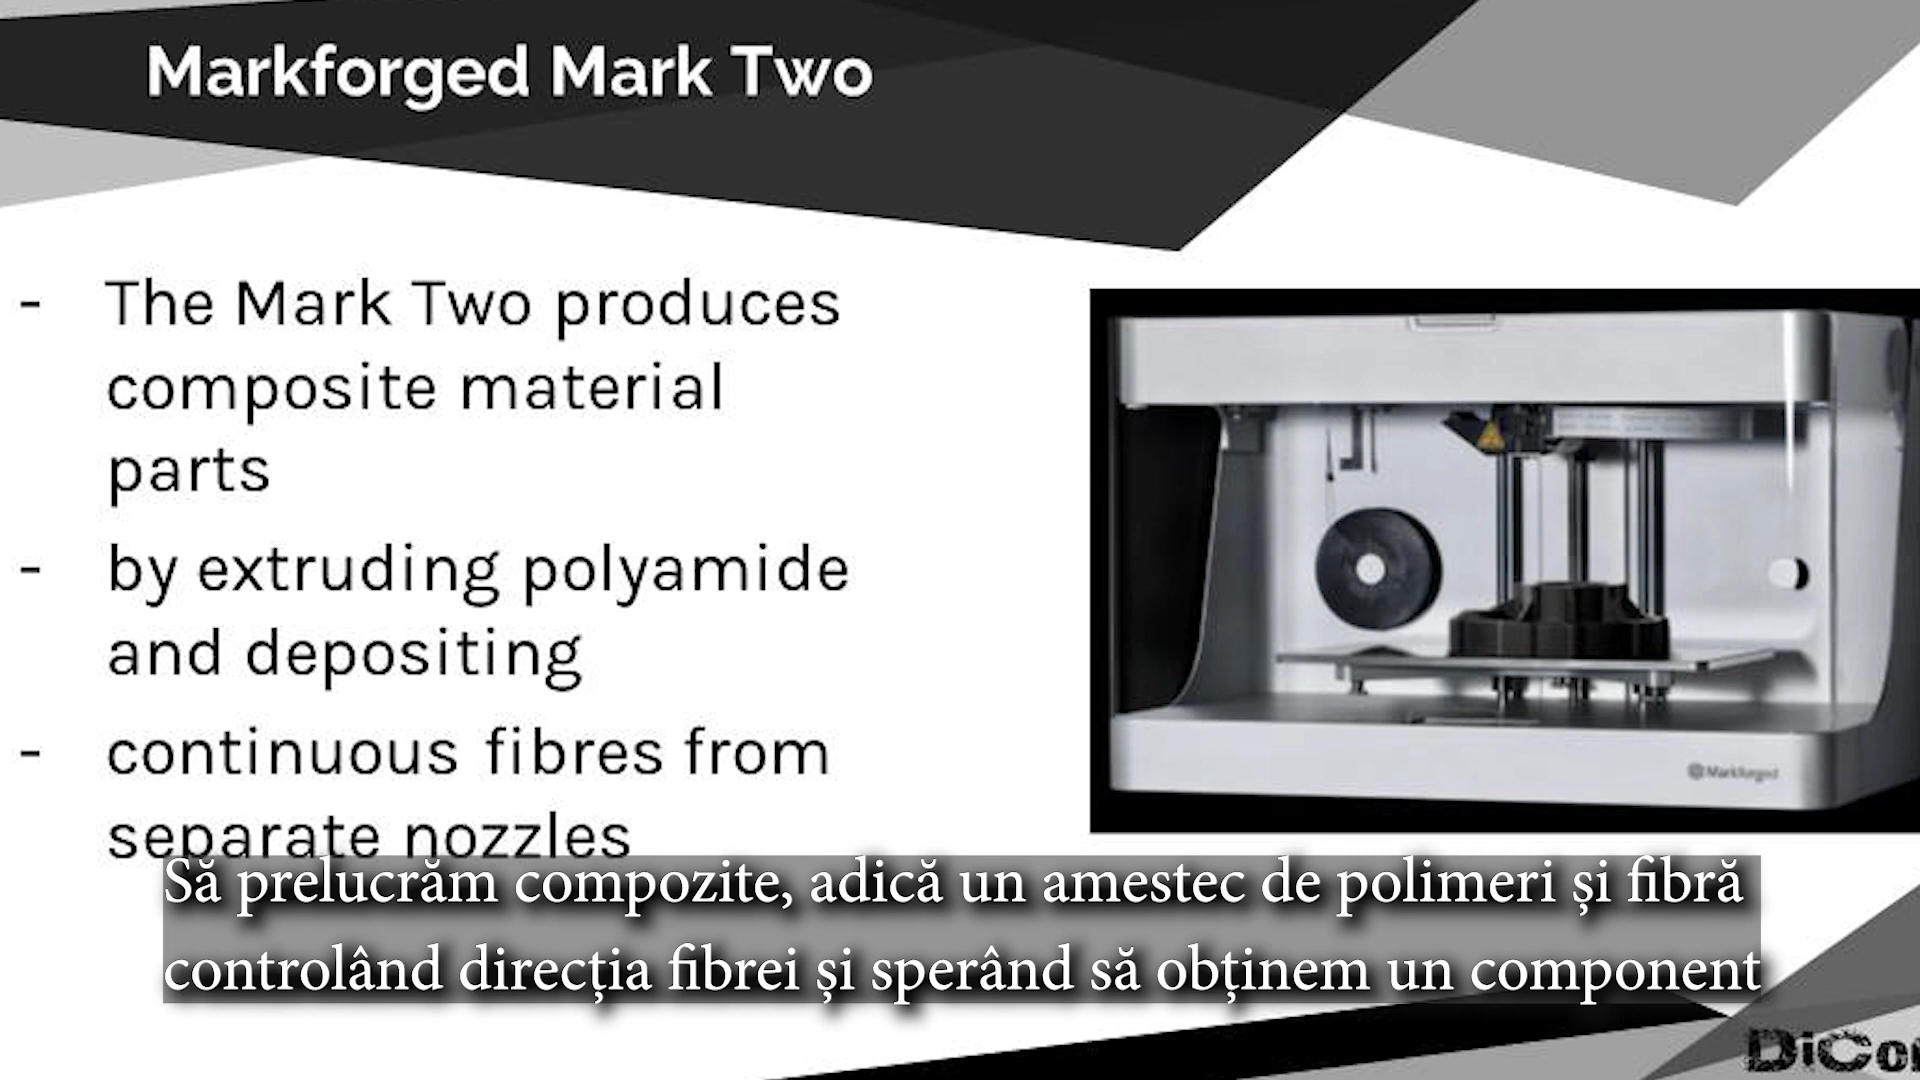 Markforged Mark Two
- The Mark Two produces
composite material
parts
- by extruding polyamide
and depositing
- continuous fibres from
separate nozzles
Markforged
Să prelucrăm compozite, adică un amestec de polimeri și fibră
controlând direcția fibrei și sperând să obținem un component